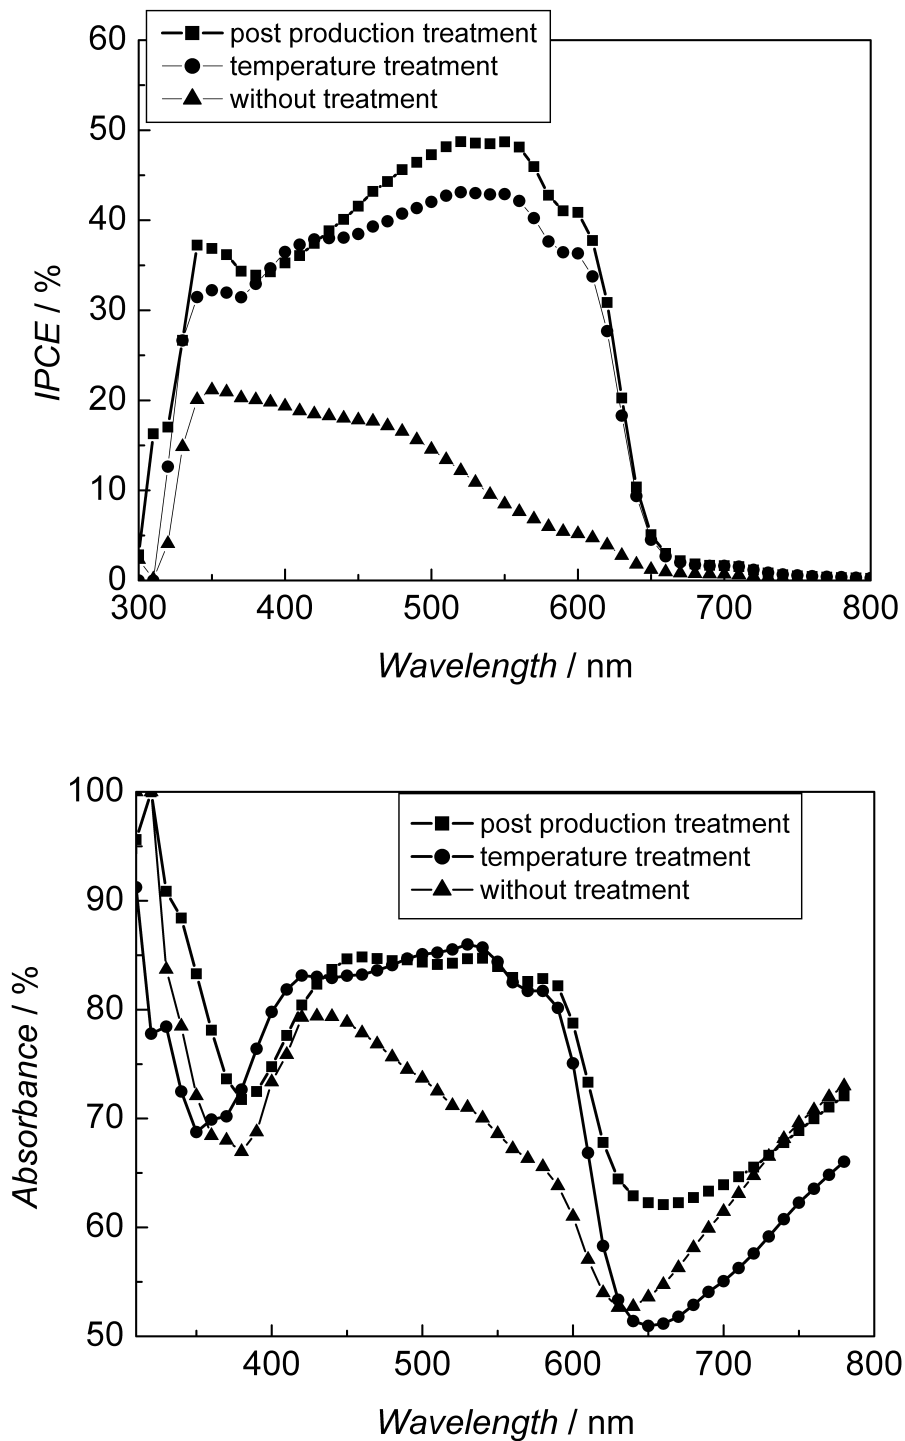 post production treatment
temperature treatment
without treatment
60
50
40
30
20
10
0
IPCE / %
300 400 500 600 700 800
Wavelength / nm
post production treatment
temperature treatment
without treatment
100
90
80
70
60
50
Absorbance / %
400 500 600 700 800
Wavelength / nm